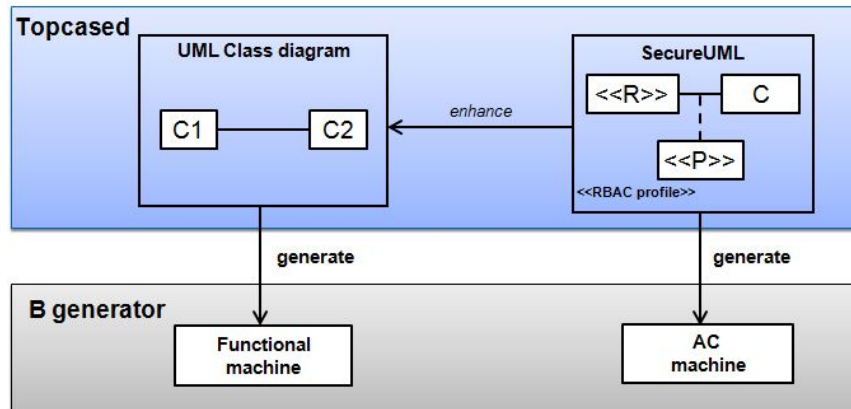 Topcased
UML Class diagram
SecureUML
<<R>>
C
C1
C2
enhance
<<P>>
<<RBAC profile>>
generate
generate
B generator
Functional
machine
AC
machine